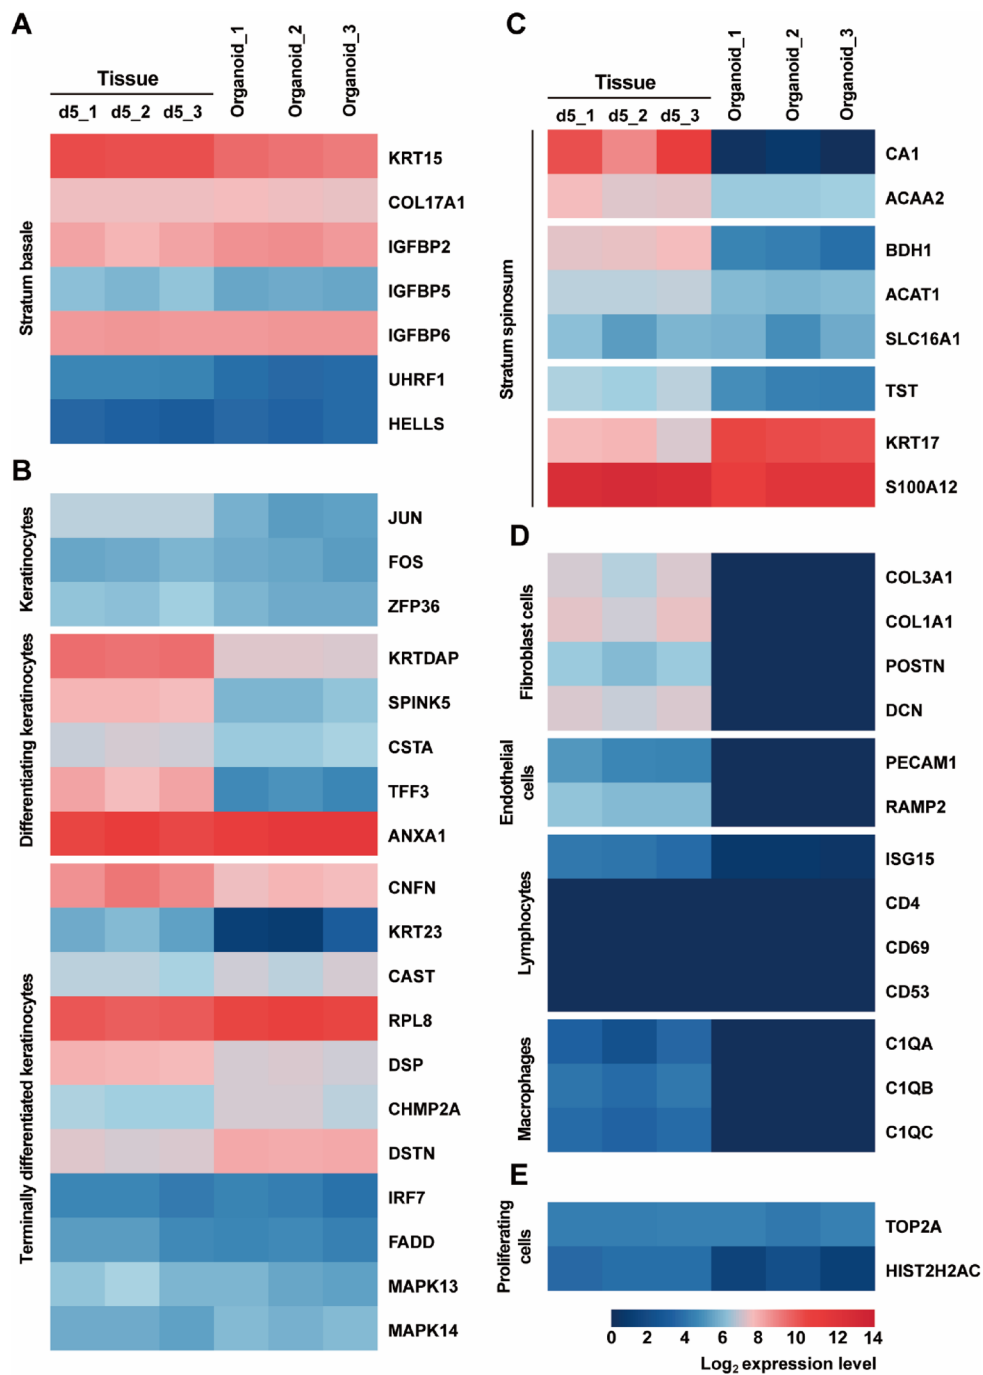 A
Tissue
d5_1 d5_2 d5_3 Organoid_1 Organoid_2 Organoid_3
Stratum basale
KRT15
COL17A1
IGFBP2
IGFBP5
IGFBP6
UHRF1
HELLS
B
Keratinocytes
JUN
FOS
ZFP36
Differentiating keratinocytes
KRTDAP
SPINK5
CSTA
TFF3
ANXA1
Terminally differentiated keratinocytes
CNFN
KRT23
CAST
RPL8
DSP
CHMP2A
DSTN
IRF7
FADD
MAPK13
MAPK14
C
Tissue
d5_1 d5_2 d5_3 Organoid_1 Organoid_2 Organoid_3
Stratum spinosum
CA1
ACAA2
BDH1
ACAT1
SLC16A1
TST
KRT17
S100A12
D
Fibroblast cells
COL3A1
COL1A1
POSTN
DCN
Endothelial
cells
PECAM1
RAMP2
Lymphocytes
ISG15
CD4
CD69
CD53
Macrophages
C1QA
C1QB
C1QC
E
Proliferating
cells
TOP2A
HIST2H2AC
0 2 4 6 8 10 12 14
Log2 expression level